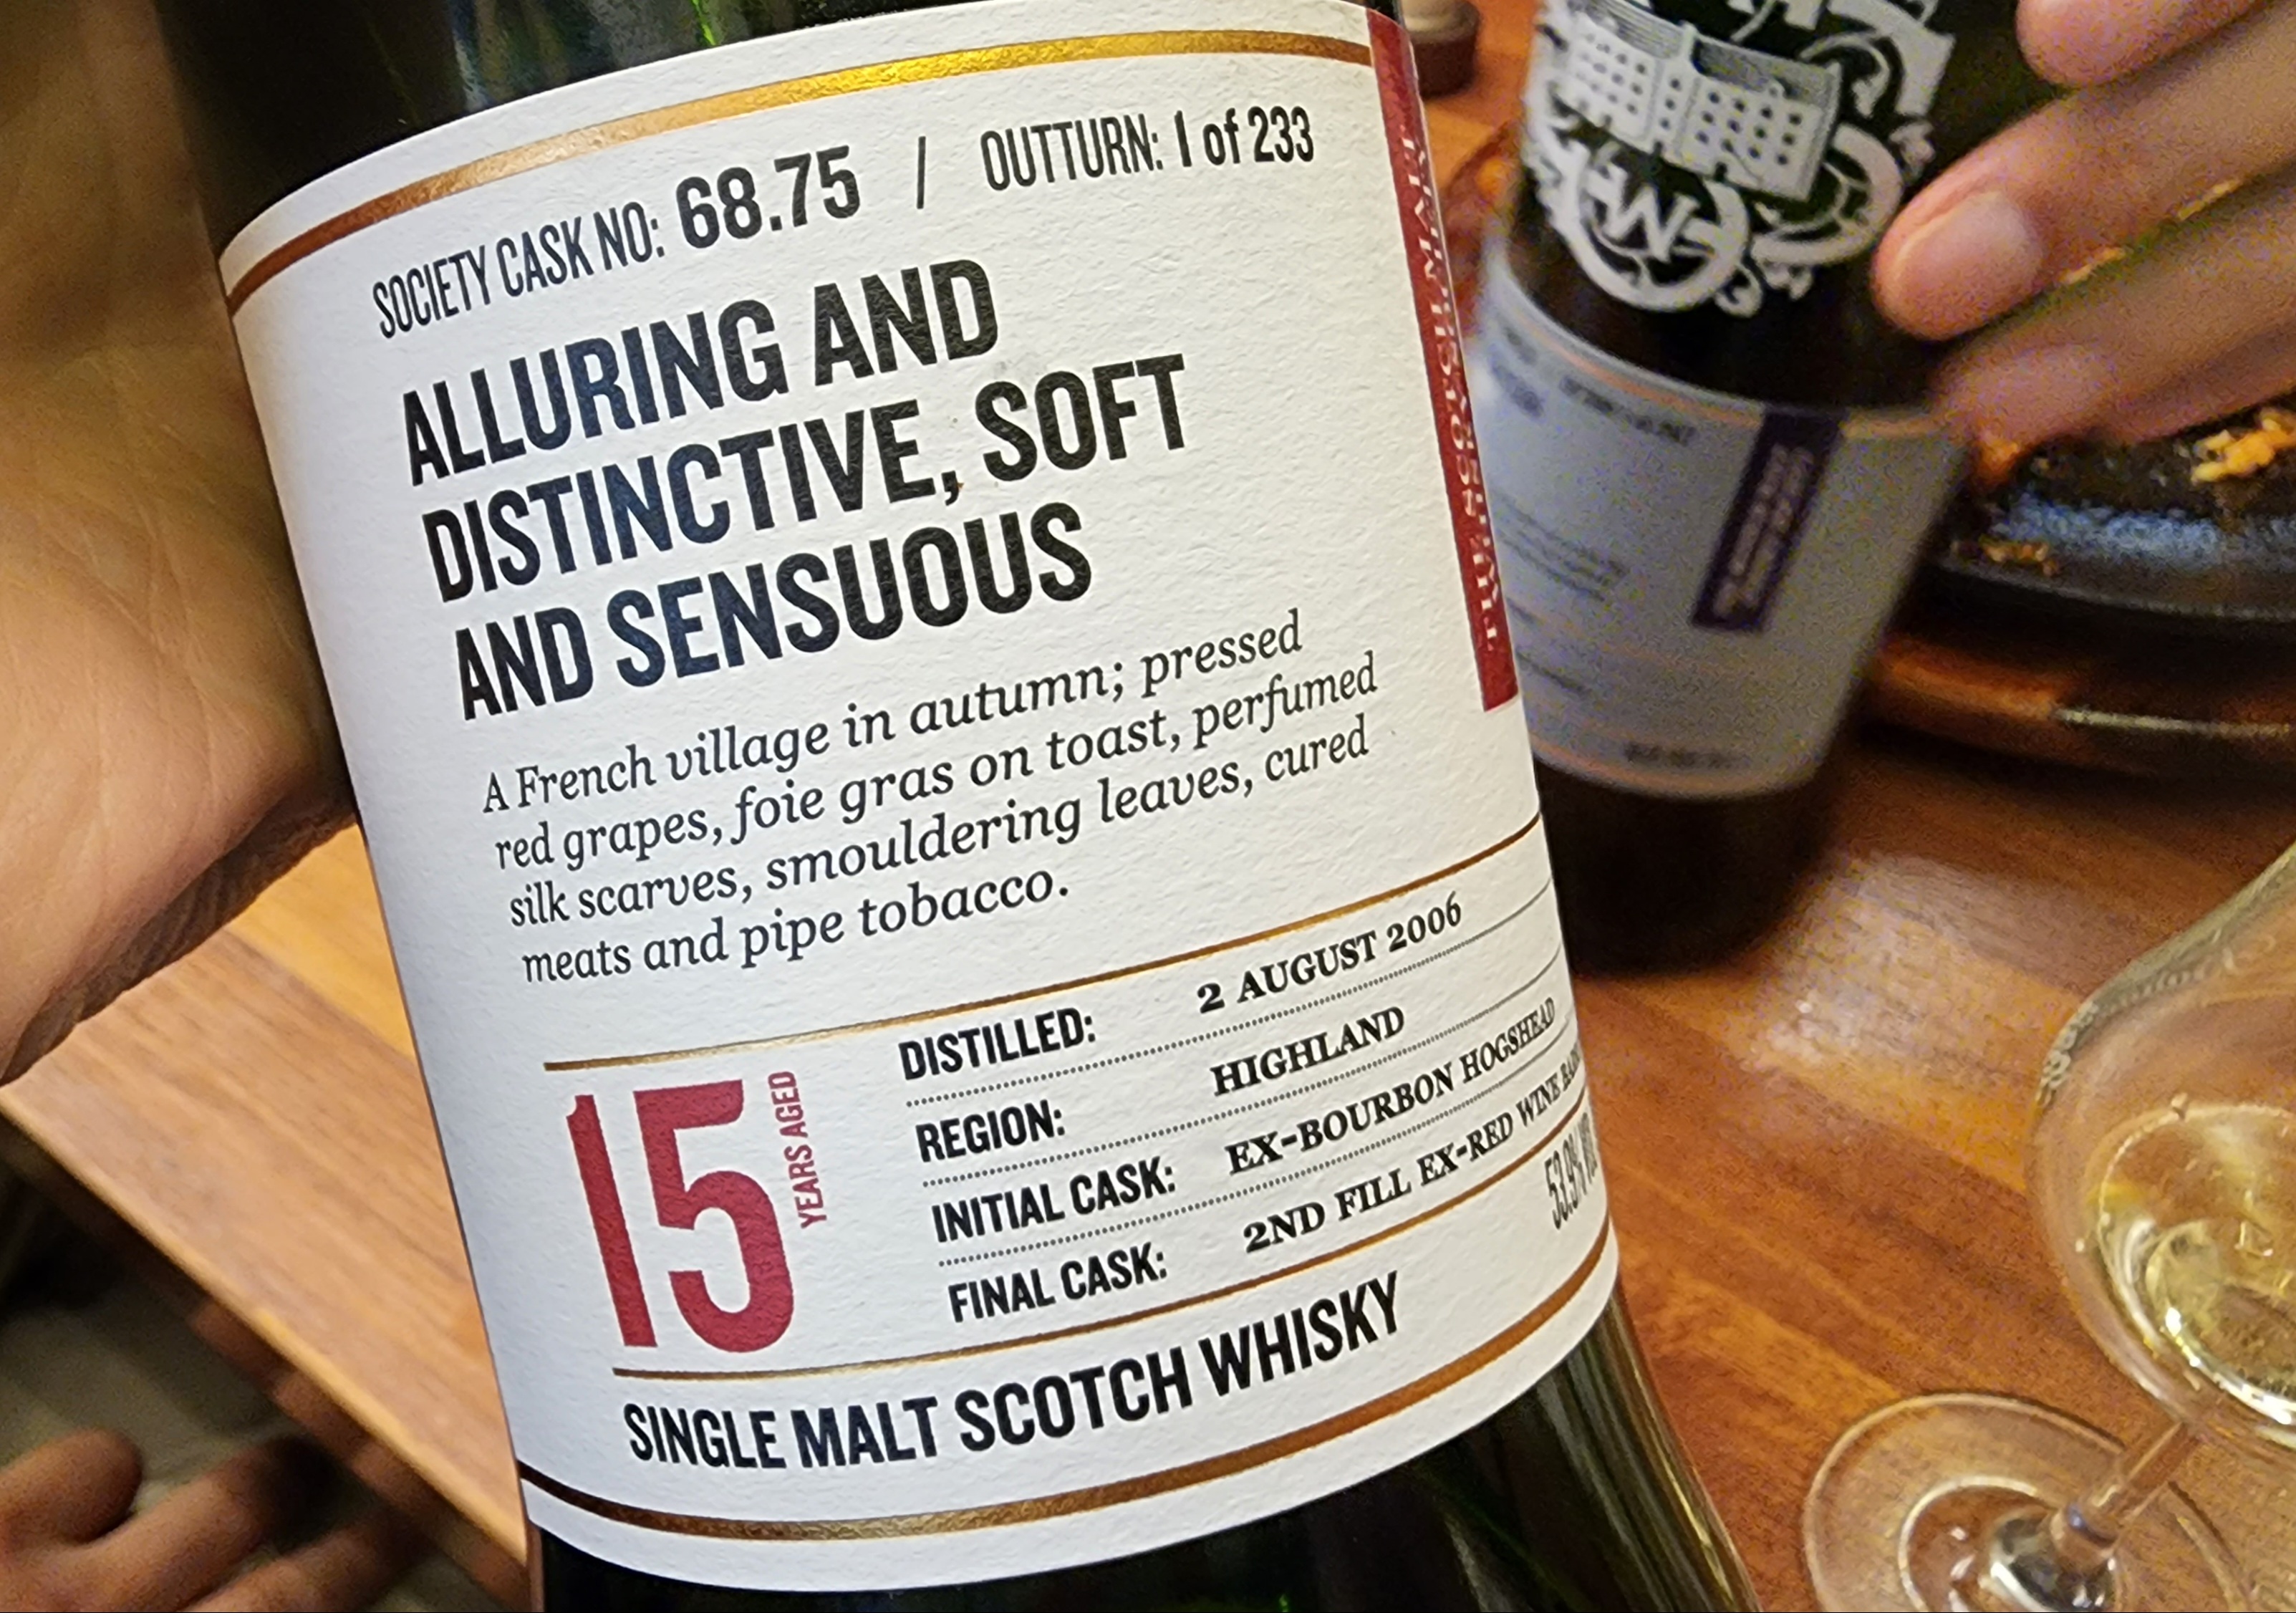 SOCIETY CASK NO: 68.75 / OUTTURN: 1 of 233
ALLURING AND
DISTINCTIVE, SOFT
AND SENSUOUS
A French village in autumn; pressed
red grapes, foie gras on toast, perfumed
silk scarves, smouldering leaves, cured
meats and pipe tobacco.
15 YEARS AGED
DISTILLED: 2 AUGUST 2006
REGION: HIGHLAND
INITIAL CASK: EX-BOURBON HOGSHEAD
FINAL CASK: 2ND FILL EX-RED WINE
53.9%
SINGLE MALT SCOTCH WHISKY